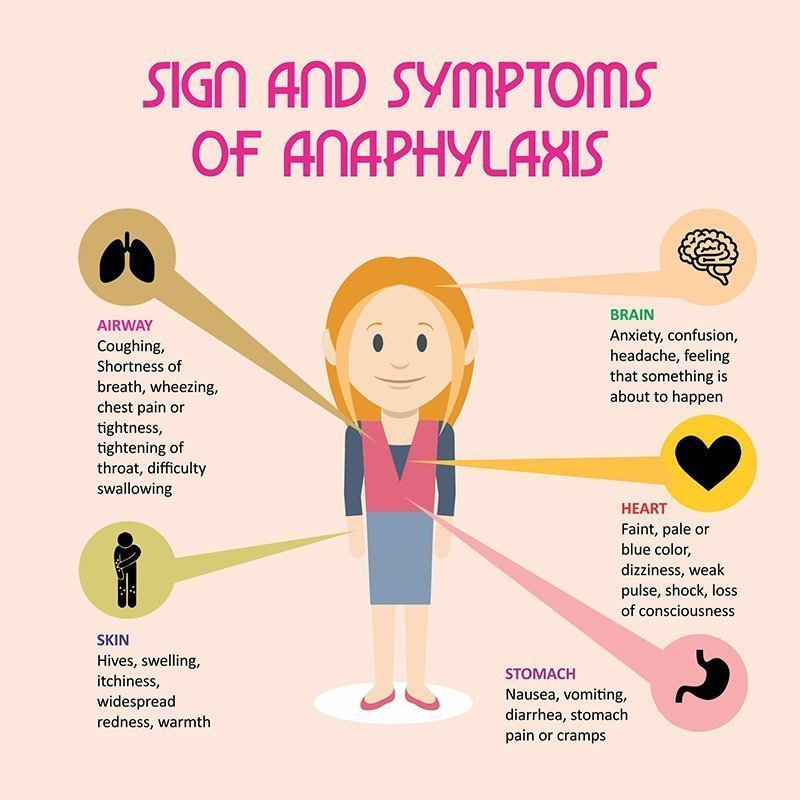 SIGN AND SYMPTOMS
OF ANAPHYLAXIS
AIRWAY
Coughing,
Shortness of
breath, wheezing,
chest pain or
tightness,
tightening of
throat, difficulty
swallowing
BRAIN
Anxiety, confusion,
headache, feeling
that something is
about to happen
HEART
Faint, pale or
blue color,
dizziness, weak
pulse, shock, loss
of consciousness
SKIN
Hives, swelling,
itchiness,
widespread
redness, warmth
STOMACH
Nausea, vomiting,
diarrhea, stomach
pain or cramps